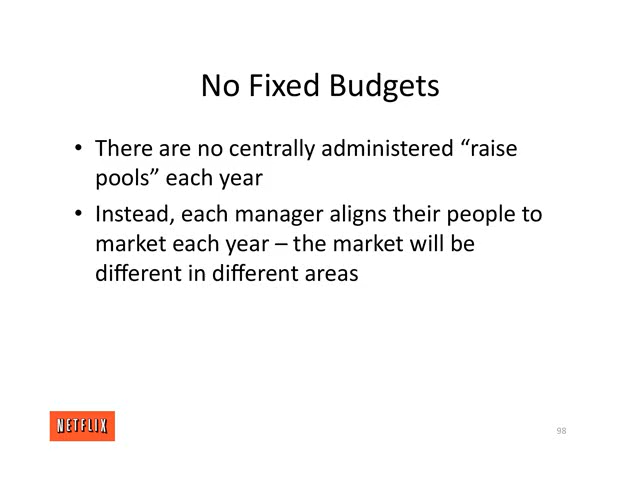 No Fixed Budgets
• There are no centrally administered “raise
pools” each year
• Instead, each manager aligns their people to
market each year – the market will be
different in different areas
NETFLIX
98